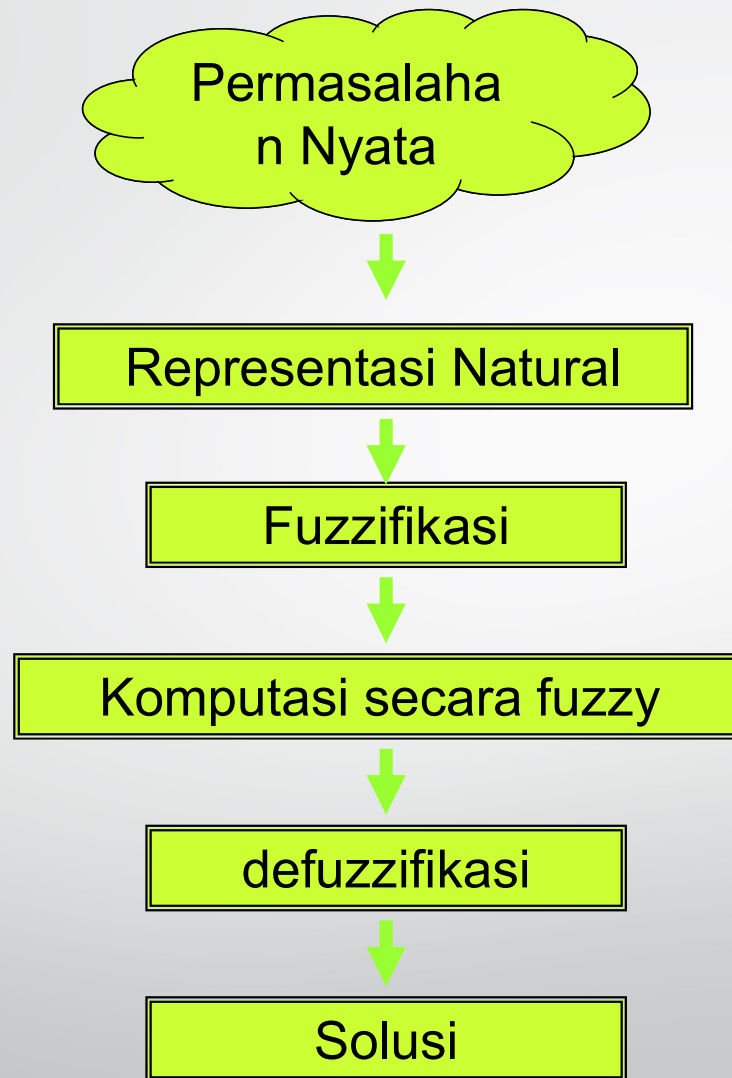 Permasalaha
n Nyata
Representasi Natural
Fuzzifikasi
Komputasi secara fuzzy
defuzzifikasi
Solusi